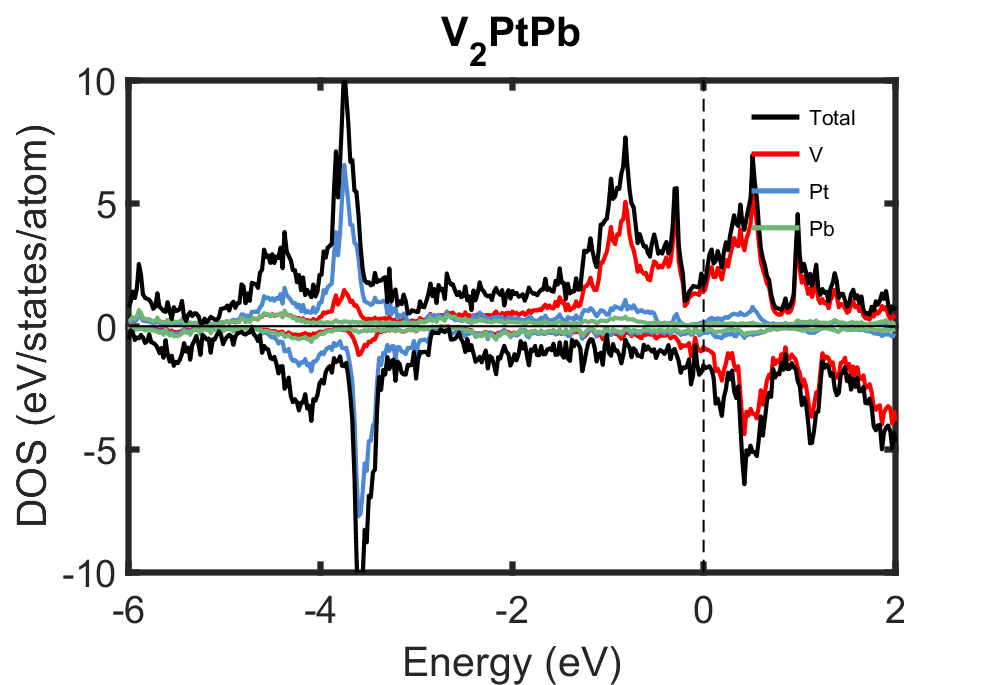 V2PtPb
DOS (eV/states/atom)
10
5
0
-5
-10
Total
V
Pt
Pb
-6
-4
-2
0
2
Energy (eV)